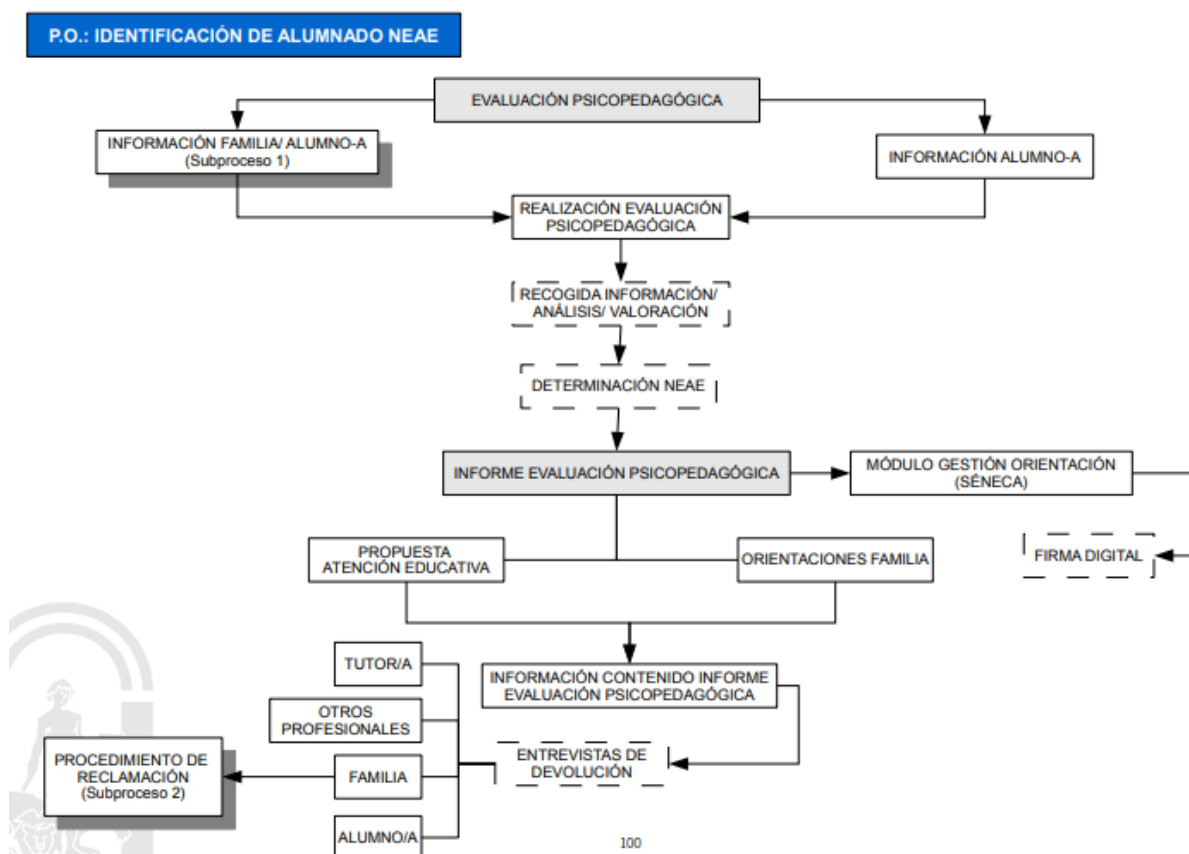 P.O.: IDENTIFICACIÓN DE ALUMNADO NEAE
EVALUACIÓN PSICOPEDAGÓGICA
INFORMACIÓN FAMILIA/ ALUMNO-A
(Subproceso 1)
INFORMACIÓN ALUMNO-A
REALIZACIÓN EVALUACIÓN
PSICOPEDAGÓGICA
RECOGIDA INFORMACIÓN/
ANÁLISIS/ VALORACIÓN
DETERMINACIÓN NEAE
INFORME EVALUACIÓN PSICOPEDAGÓGICA
MÓDULO GESTIÓN ORIENTACIÓN
(SÉNECA)
PROPUESTA
ATENCIÓN EDUCATIVA
ORIENTACIONES FAMILIA
FIRMA DIGITAL
TUTOR/A
INFORMACIÓN CONTENIDO INFORME
EVALUACIÓN PSICOPEDAGÓGICA
OTROS
PROFESIONALES
PROCEDIMIENTO DE
RECLAMACIÓN
(Subproceso 2)
FAMILIA
ENTREVISTAS DE
DEVOLUCIÓN
ALUMNO/A
100